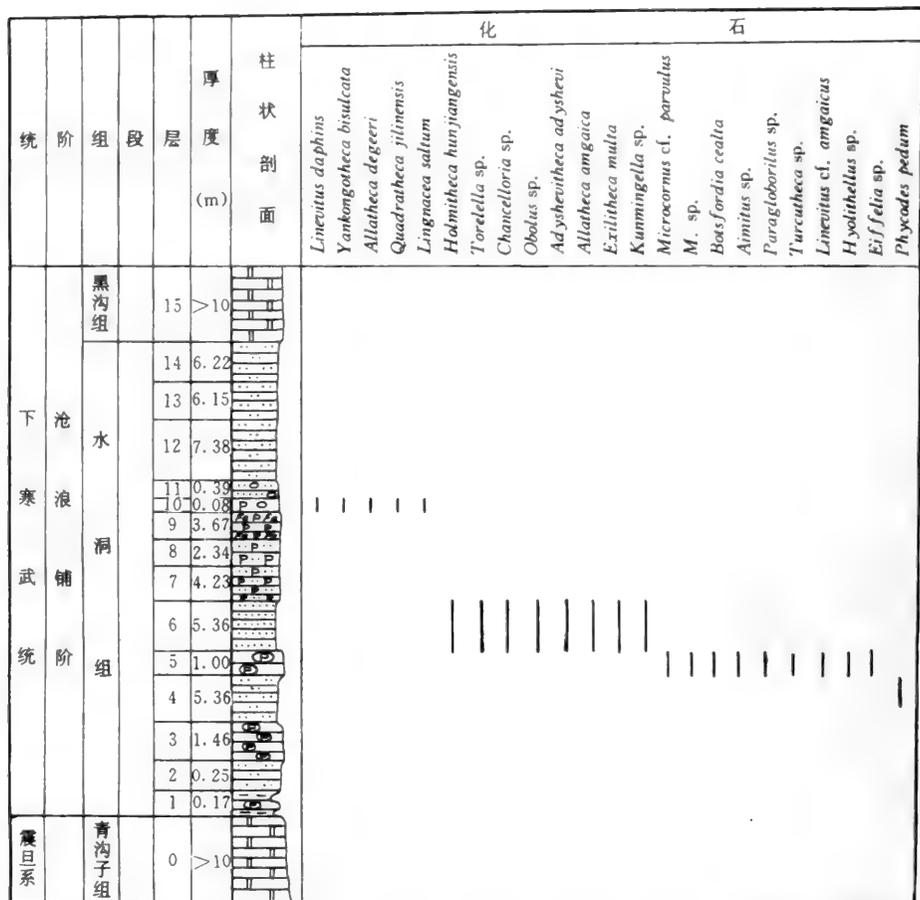 化 石
统 阶 组 段 层 厚度(m) 柱状剖面
Linevitus daphins
Yankongotheca bisulcata
Allatheca degeeri
Quadratheca jilinensis
Lingnacea saltum
Holmitheca hunjiangensis
Torelella sp.
Chancelloria sp.
Obolus sp.
Adyshevitheca adyshevi
Allatheca amgaica
Exilitheca multa
Kunmingella sp.
Microcornus cf. parvulus
M. sp.
Botsfordia cealta
Aimitus sp.
Paragloborilus sp.
Turcutheca sp.
Linevitus cf. amgaicus
Hyolithellus sp.
Eiffelia sp.
Phycodes pedum
下寒武统
沧浪铺阶
黑沟组
15 >10
水洞组
14 6.22
13 6.15
12 7.38
11 0.39
10 0.08
9 3.67
8 2.34
7 4.23
6 5.36
5 1.00
4 5.36
3 1.46
2 0.25
1 0.17
震旦系
青沟子组
0 >10